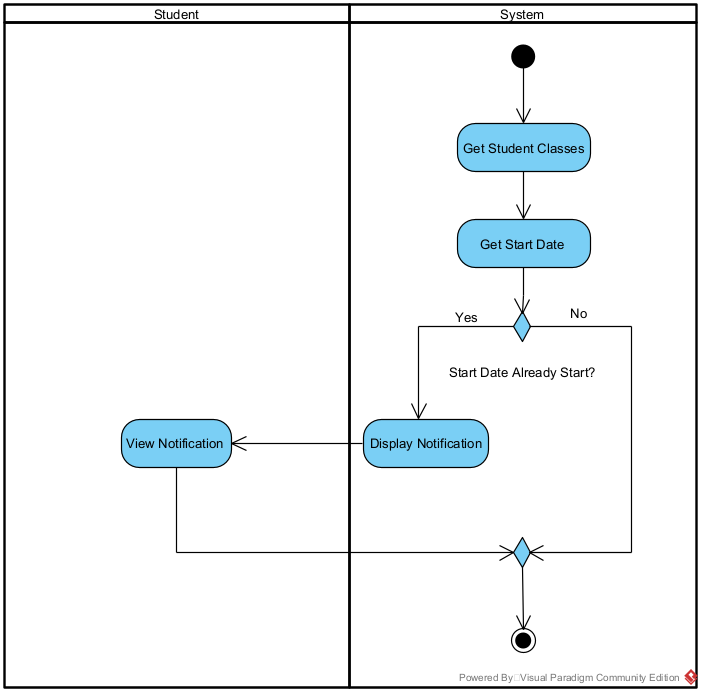 Student
System
Get Student Classes
Get Start Date
Yes
No
Start Date Already Start?
View Notification
Display Notification
Powered By Visual Paradigm Community Edition